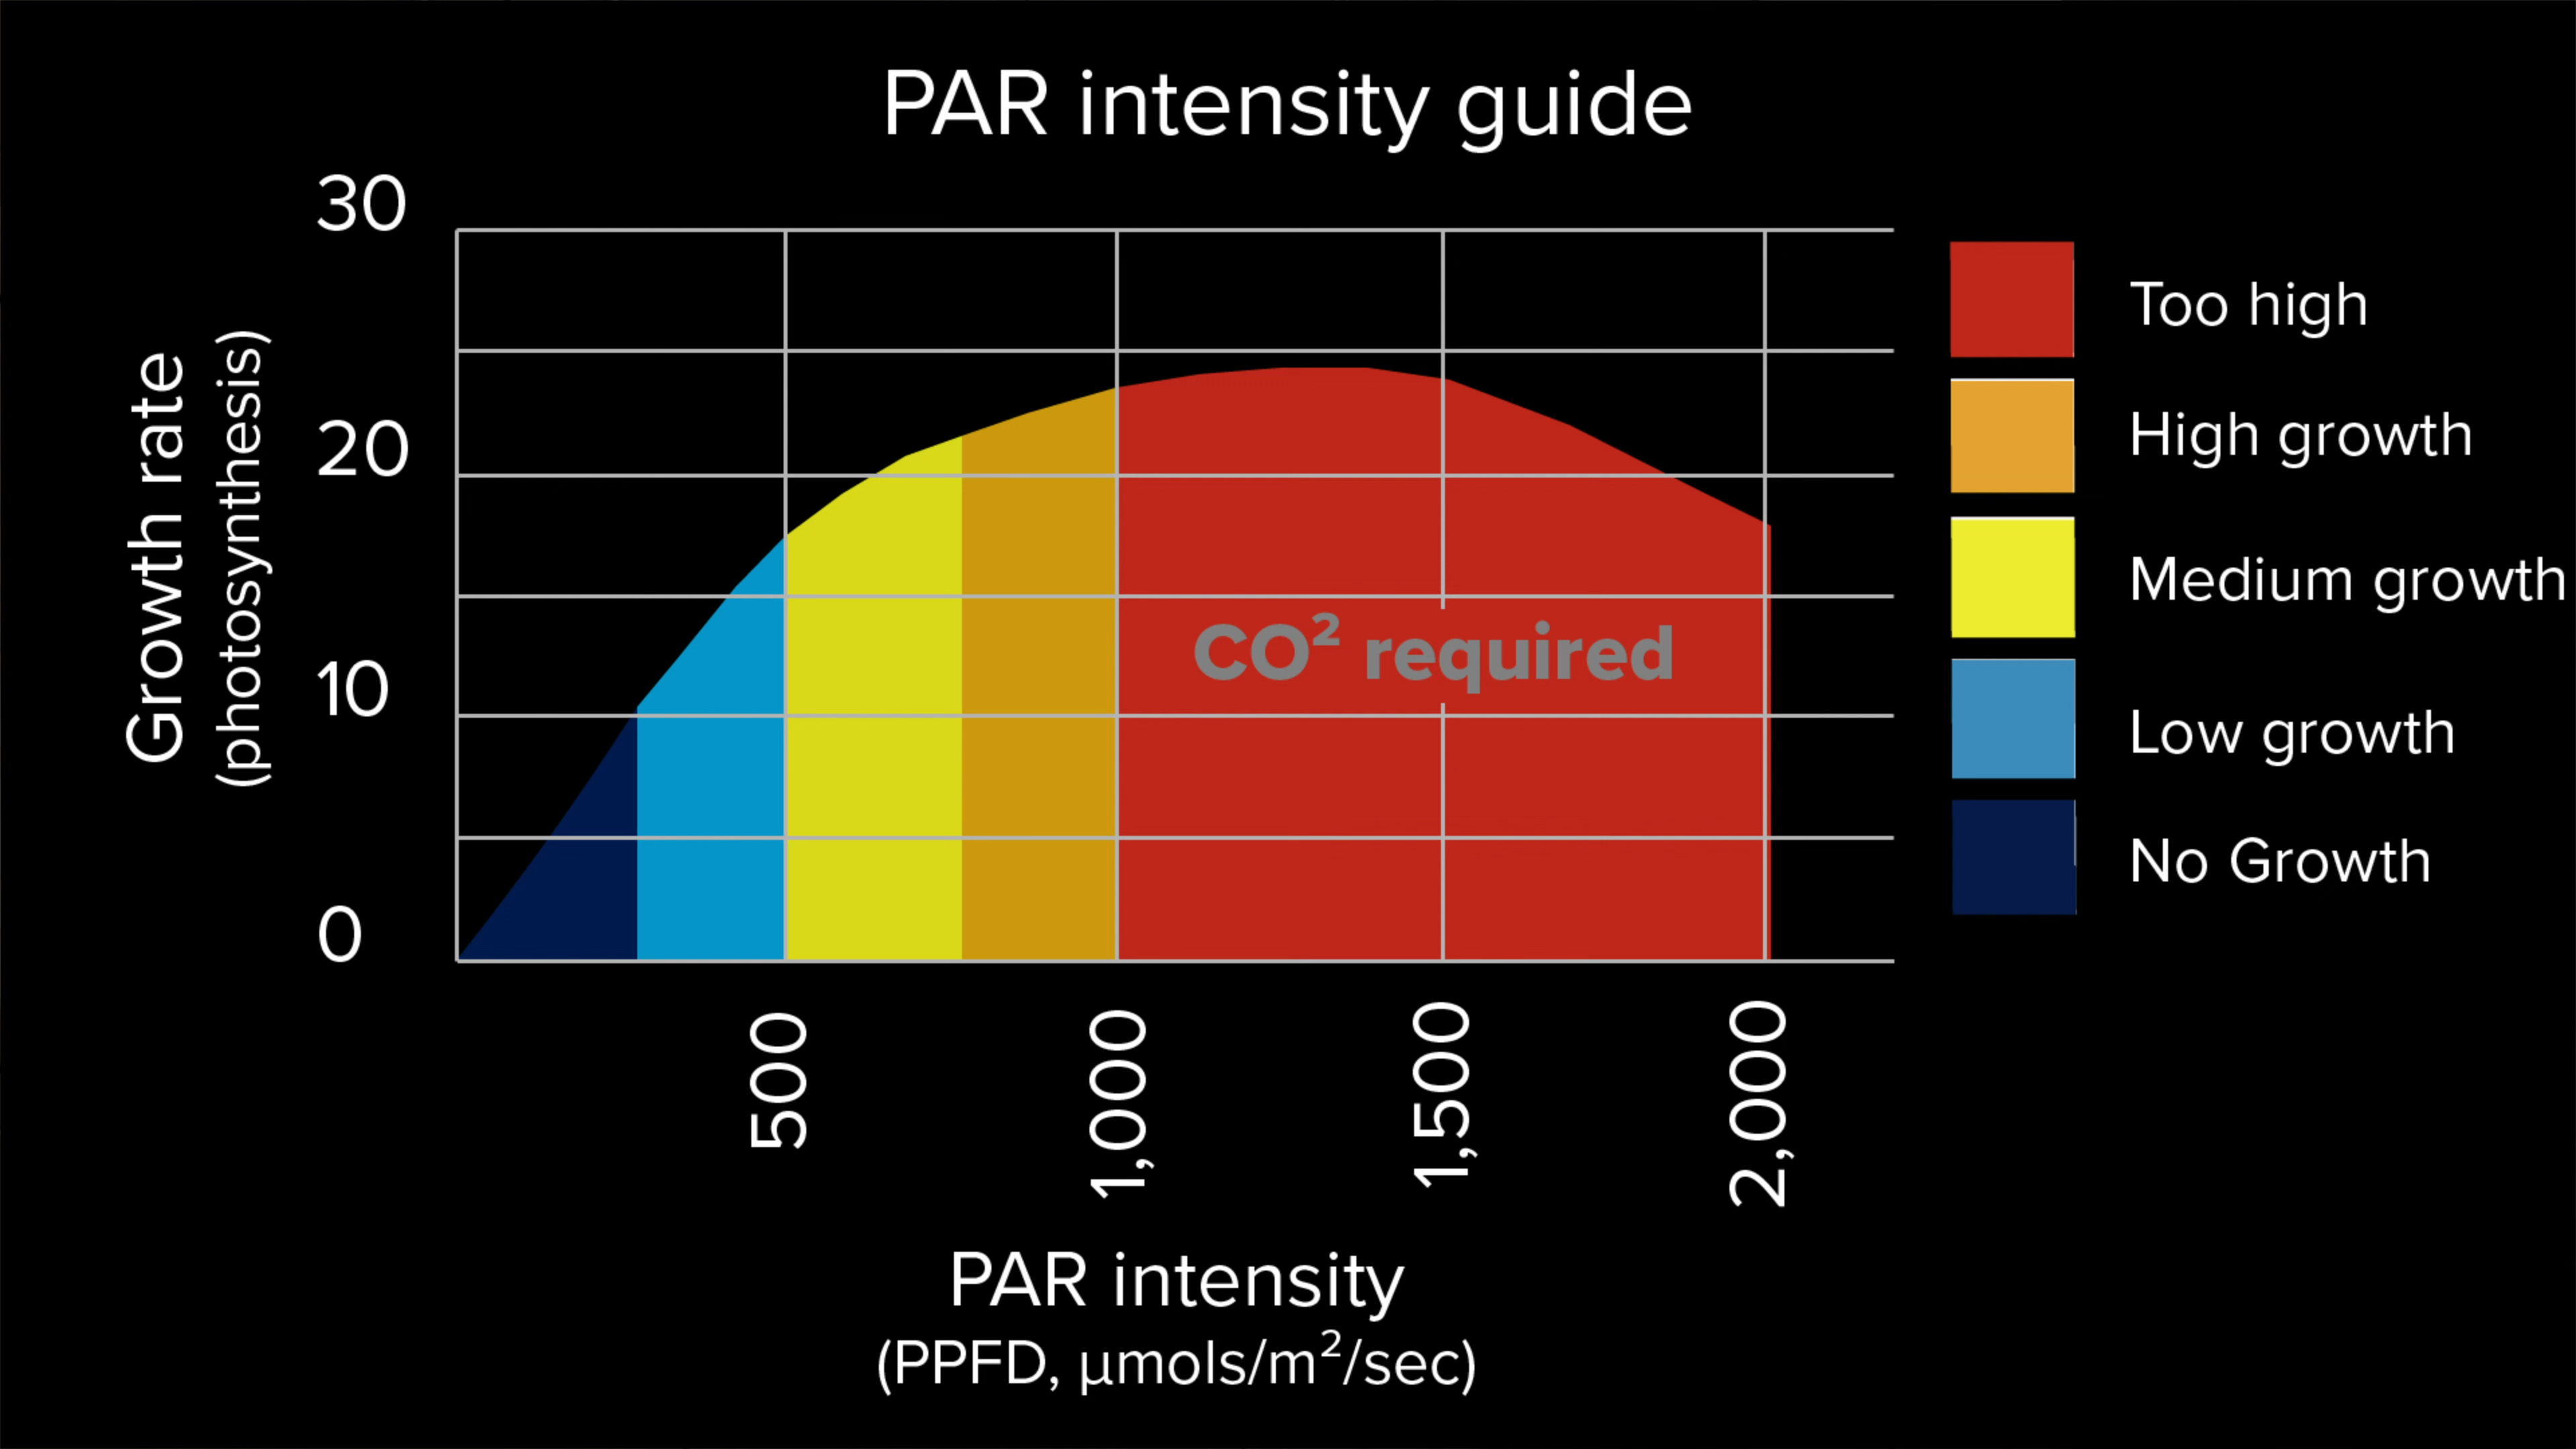 PAR intensity guide
30
20
10
0
Growth rate
(photosynthesis)
CO² required
500
1,000
1,500
2,000
PAR intensity
(PPFD, µmols/m²/sec)
Too high
High growth
Medium growth
Low growth
No Growth